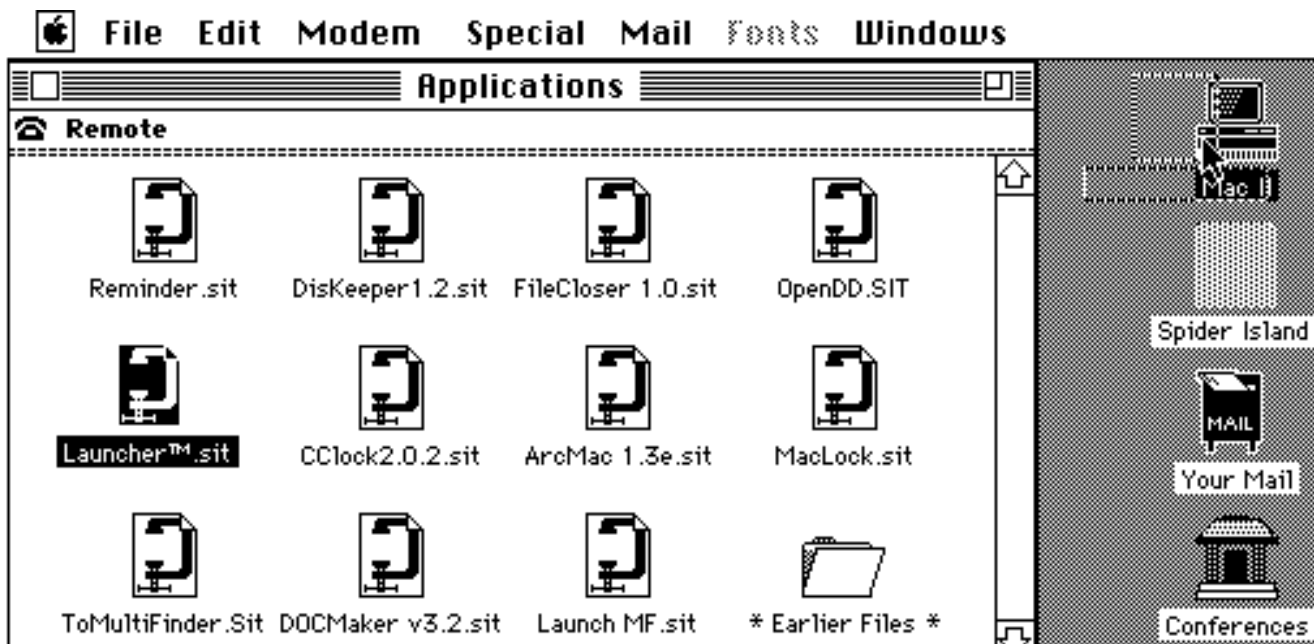 File Edit Modem Special Mail Fonts Windows
Applications
Remote
Mac II
Reminder.sit DisKeeper1.2.sit FileCloser 1.0.sit OpenDD.SIT
Spider Island
Launcher™.sit CClock2.0.2.sit ArcMac 1.3e.sit MacLock.sit
MAIL
Your Mail
ToMultiFinder.Sit DOCMaker v3.2.sit Launch MF.sit * Earlier Files *
Conferences